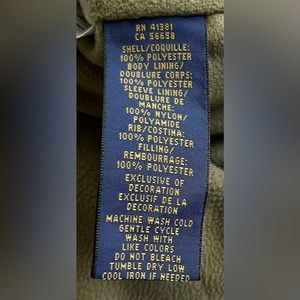 RN 41381
CA 56658
SHELL/COQUILLE:
100% POLYESTER
BODY LINING/
DOUBLURE CORPS:
100% POLYESTER
SLEEVE LINING/
DOUBLURE DE
MANCHE:
100% NYLON/
POLYAMIDE
RIB/COSTINA:
100% POLYESTER
FILLING/
REMBOURRAGE:
100% POLYESTER
EXCLUSIVE OF
DECORATION
EXCLUSIF DE LA
DECORATION
MACHINE WASH COLD
GENTLE CYCLE
WASH WITH
LIKE COLORS
DO NOT BLEACH
TUMBLE DRY LOW
COOL IRON IF NEEDED